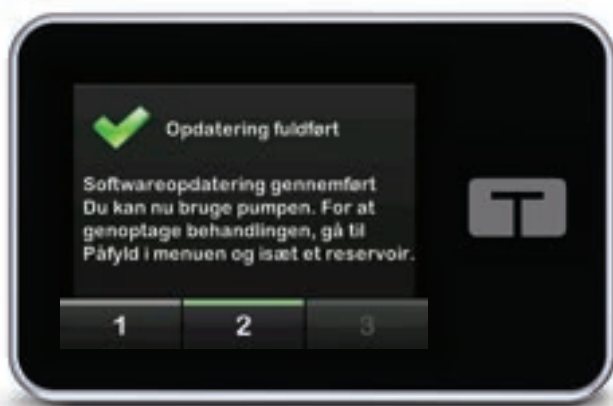 Opdatering fuldført
Softwareopdatering gennemført
Du kan nu bruge pumpen. For at
genoptage behandlingen, gå til
Påfyld i menuen og isæt et reservoir.
1 2 3
T